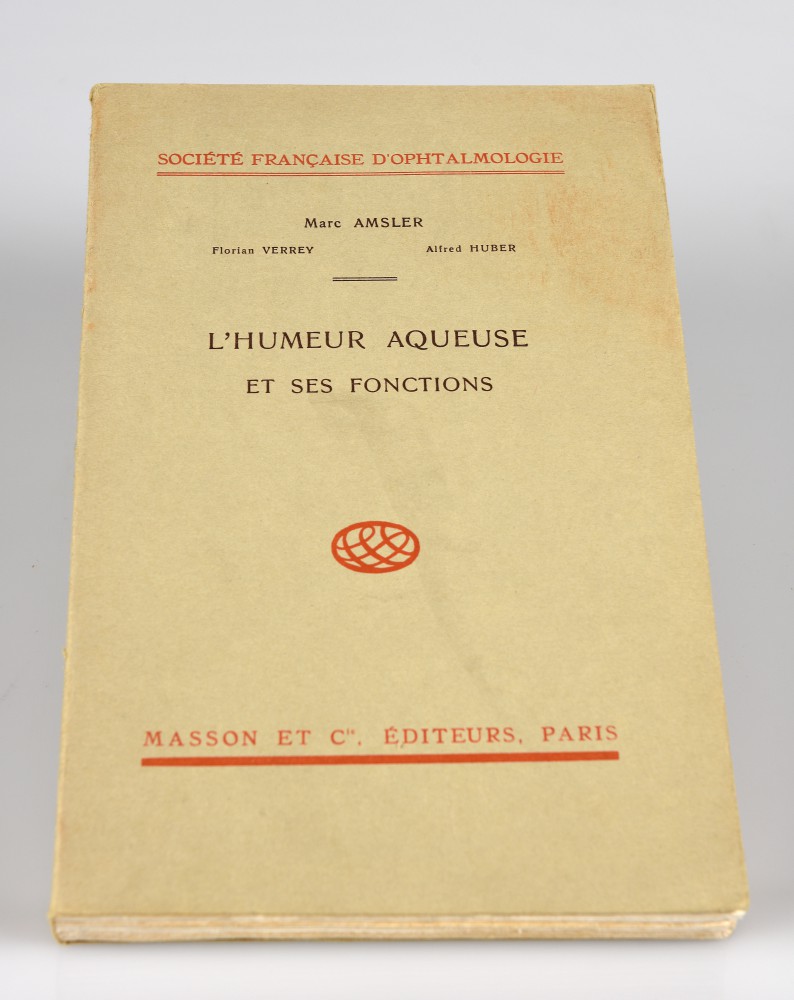 SOCIÉTÉ FRANÇAISE D'OPHTALMOLOGIE
Marc AMSLER
Florian VERREY Alfred HUBER
L'HUMEUR AQUEUSE
ET SES FONCTIONS
MASSON ET Cie, ÉDITEURS, PARIS